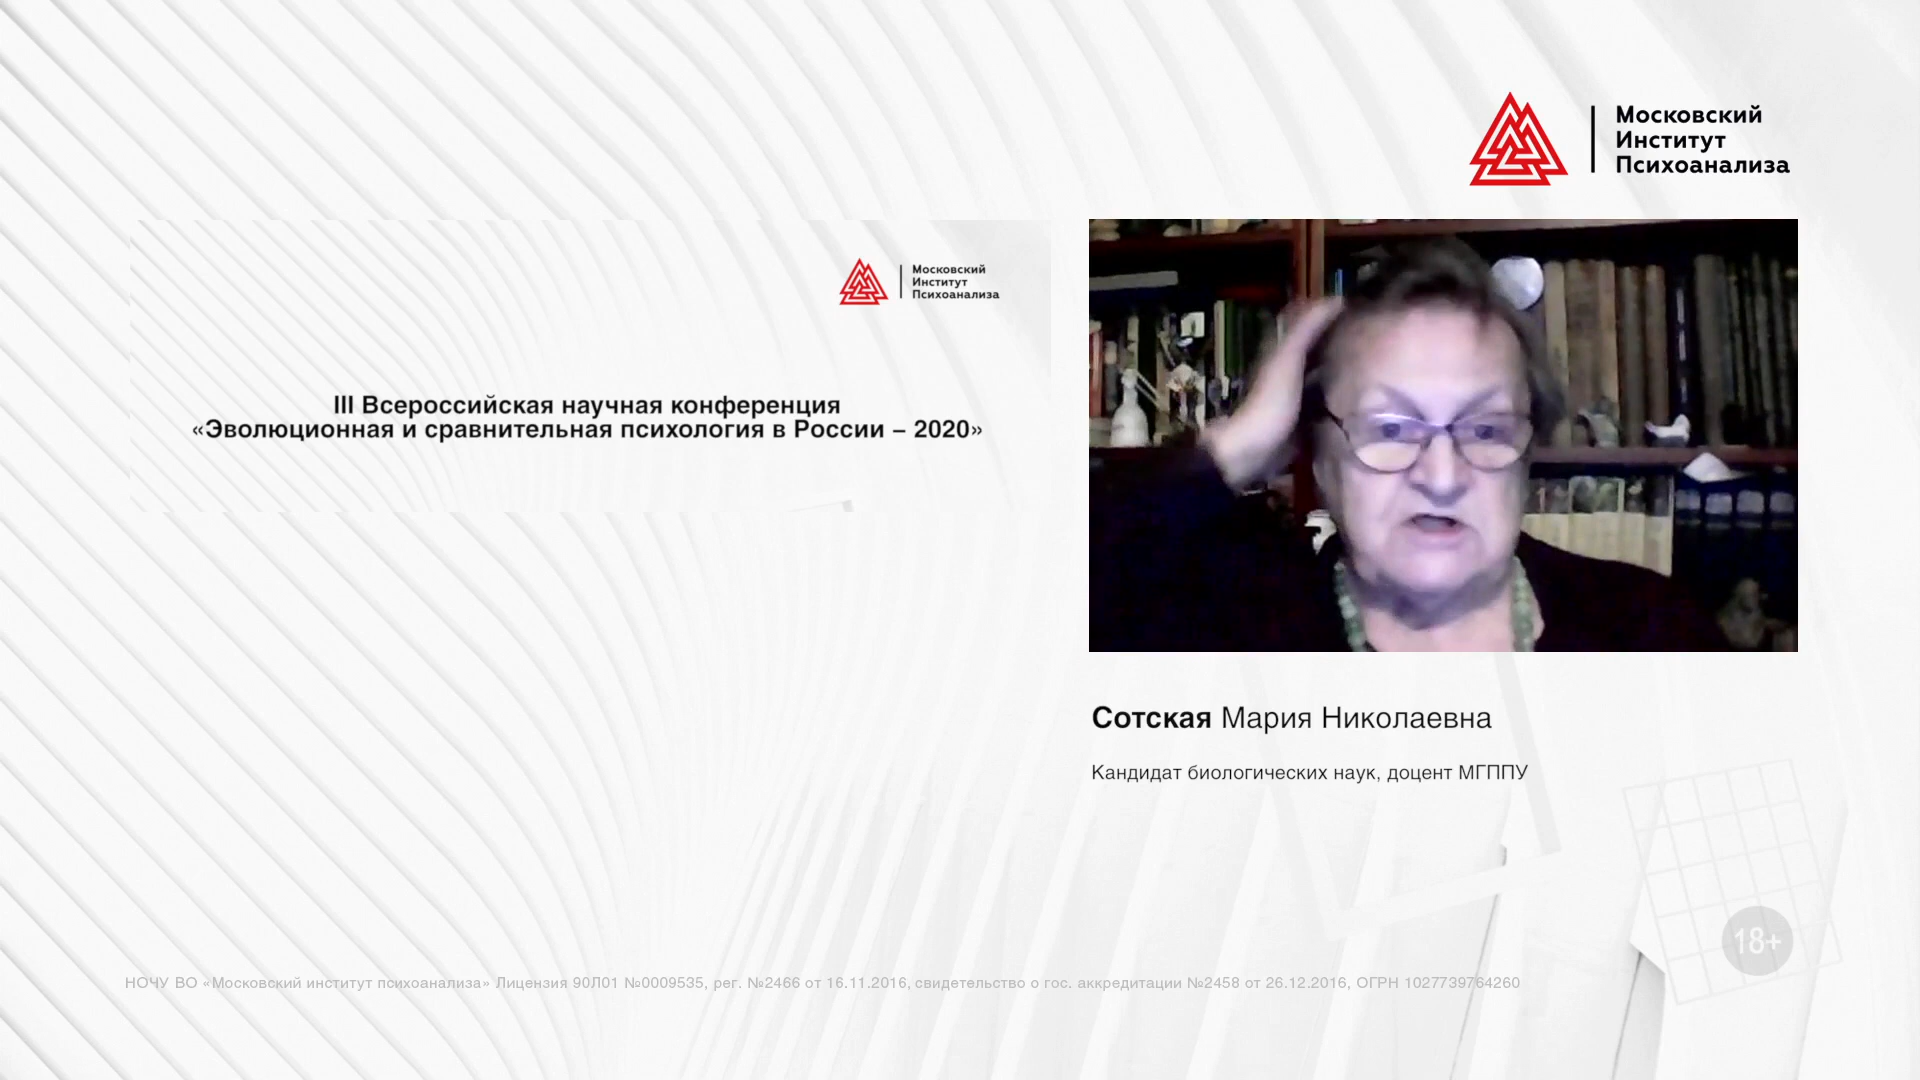 Московский
Институт
Психоанализа
Московский
Институт
Психоанализа
III Всероссийская научная конференция
«Эволюционная и сравнительная психология в России – 2020»
Сотская Мария Николаевна
Кандидат биологических наук, доцент МГППУ
18+
НОЧУ ВО «Московский институт психоанализа» Лицензия 90Л01 №0009535, рег. №2466 от 16.11.2016, свидетельство о гос. аккредитации №2458 от 26.12.2016, ОГРН 1027739764260